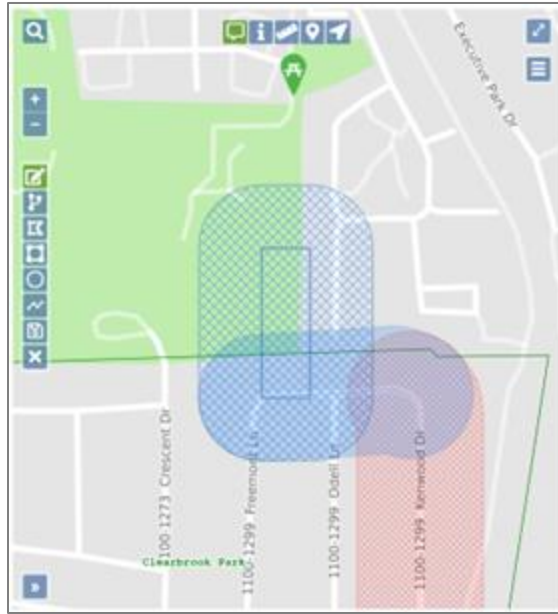 Executive Park Dr
100-1273 Crescent Dr
1100-1299 Freemont Ln
1100-1299 Odell Ln
1100-1299 Kenwood Dr
Clearbrook Park